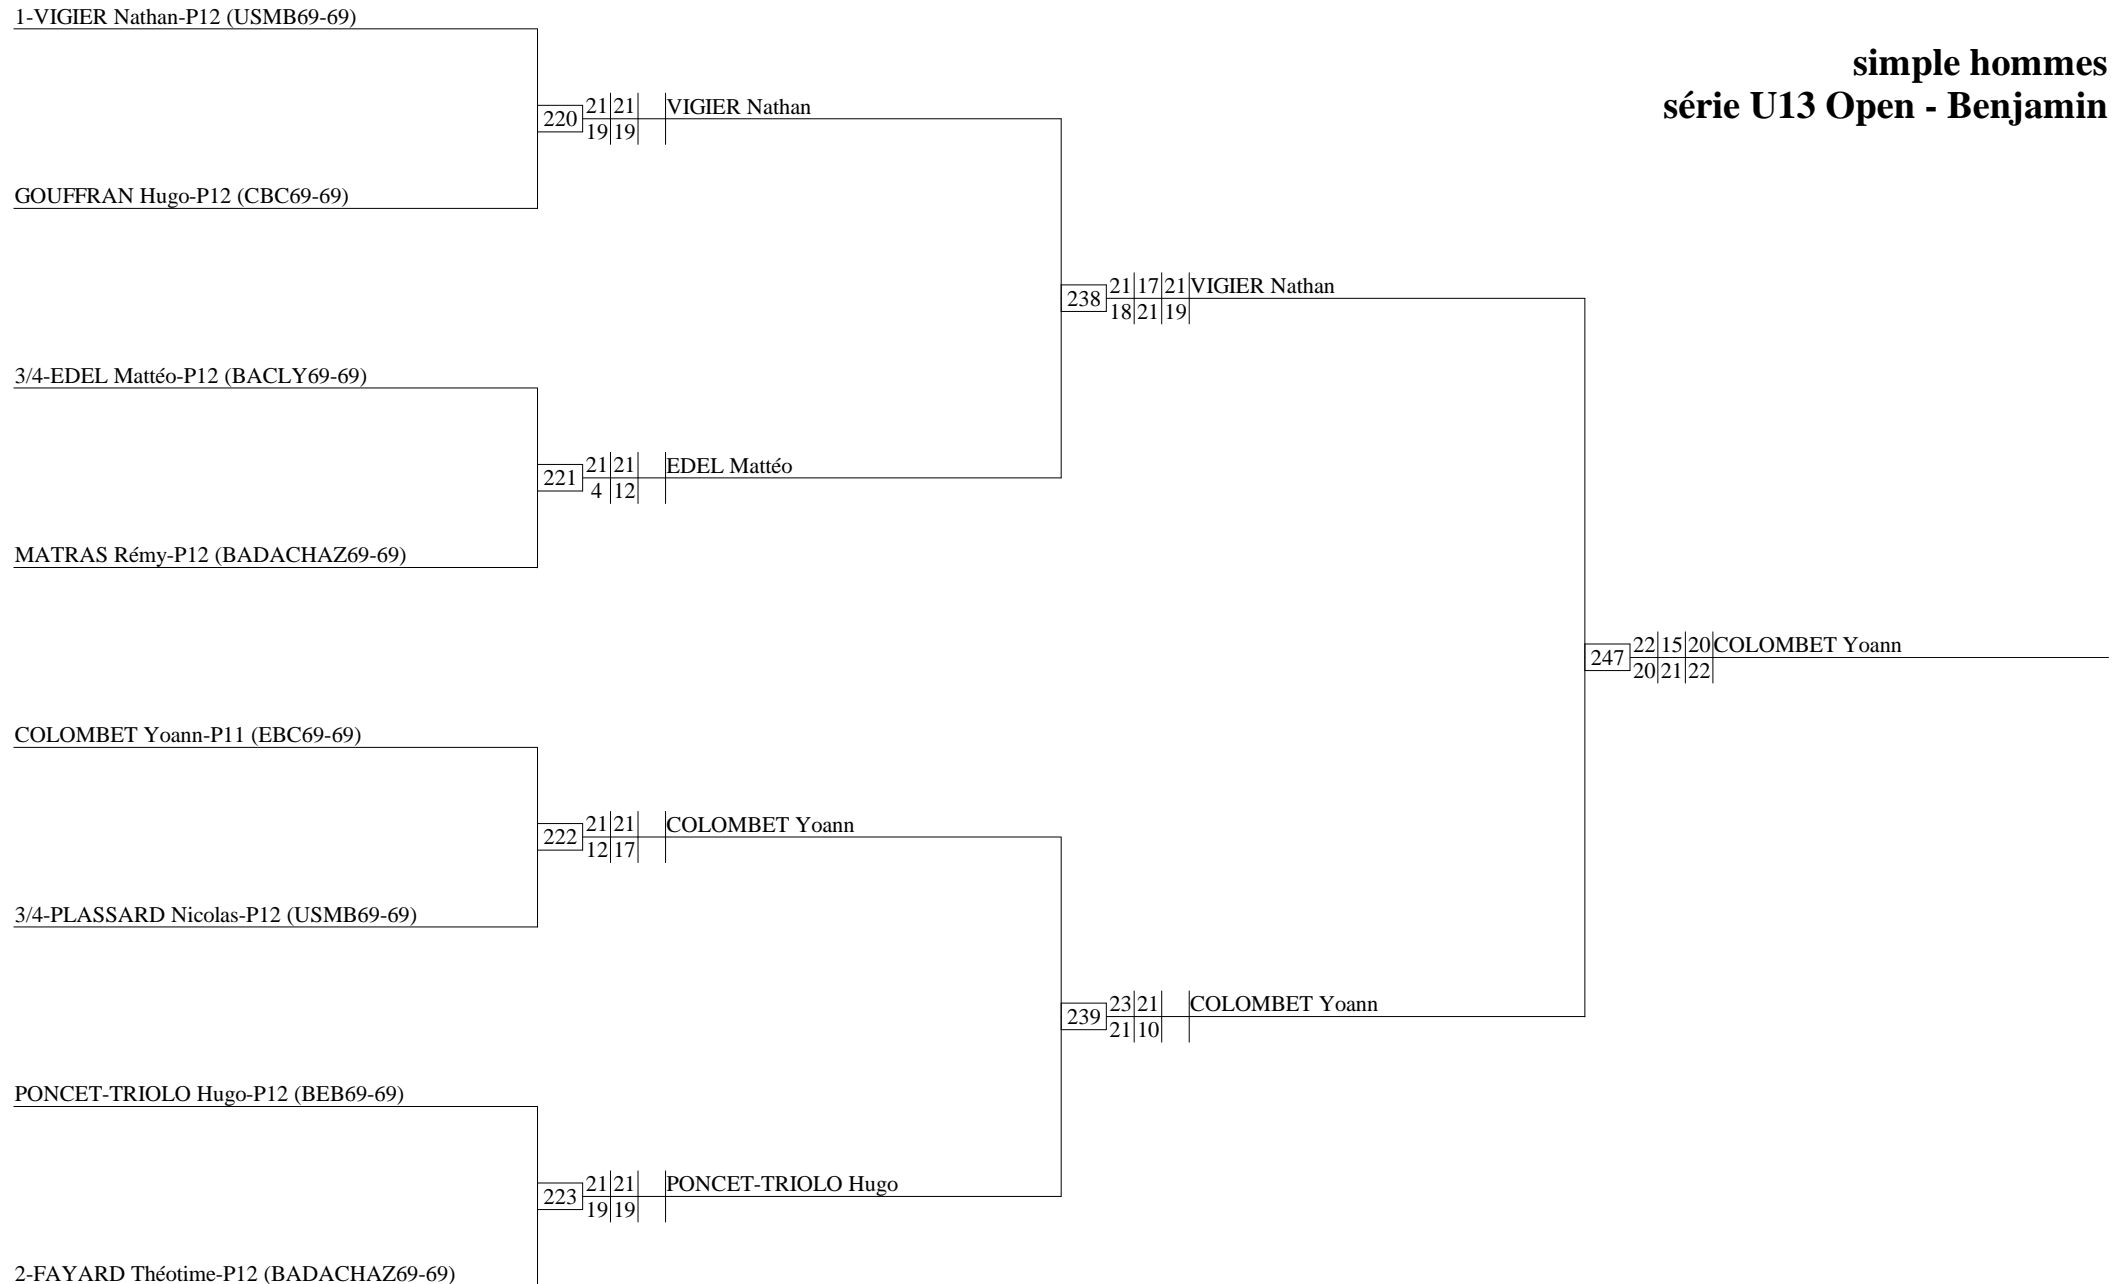 1-VIGIER Nathan-P12 (USMB69-69)
simple hommes
série U13 Open - Benjamin
220 21 21 VIGIER Nathan
19 19
GOUFFRAN Hugo-P12 (CBC69-69)
238 21 17 21 VIGIER Nathan
18 21 19
3/4-EDEL Mattéo-P12 (BACLY69-69)
221 21 21 EDEL Mattéo
4 12
MATRAS Rémy-P12 (BADACHAZ69-69)
247 22 15 20 COLOMBET Yoann
20 21 22
COLOMBET Yoann-P11 (EBC69-69)
222 21 21 COLOMBET Yoann
12 17
3/4-PLASSARD Nicolas-P12 (USMB69-69)
239 23 21 COLOMBET Yoann
21 10
PONCET-TRIOLO Hugo-P12 (BEB69-69)
223 21 21 PONCET-TRIOLO Hugo
19 19
2-FAYARD Théotime-P12 (BADACHAZ69-69)